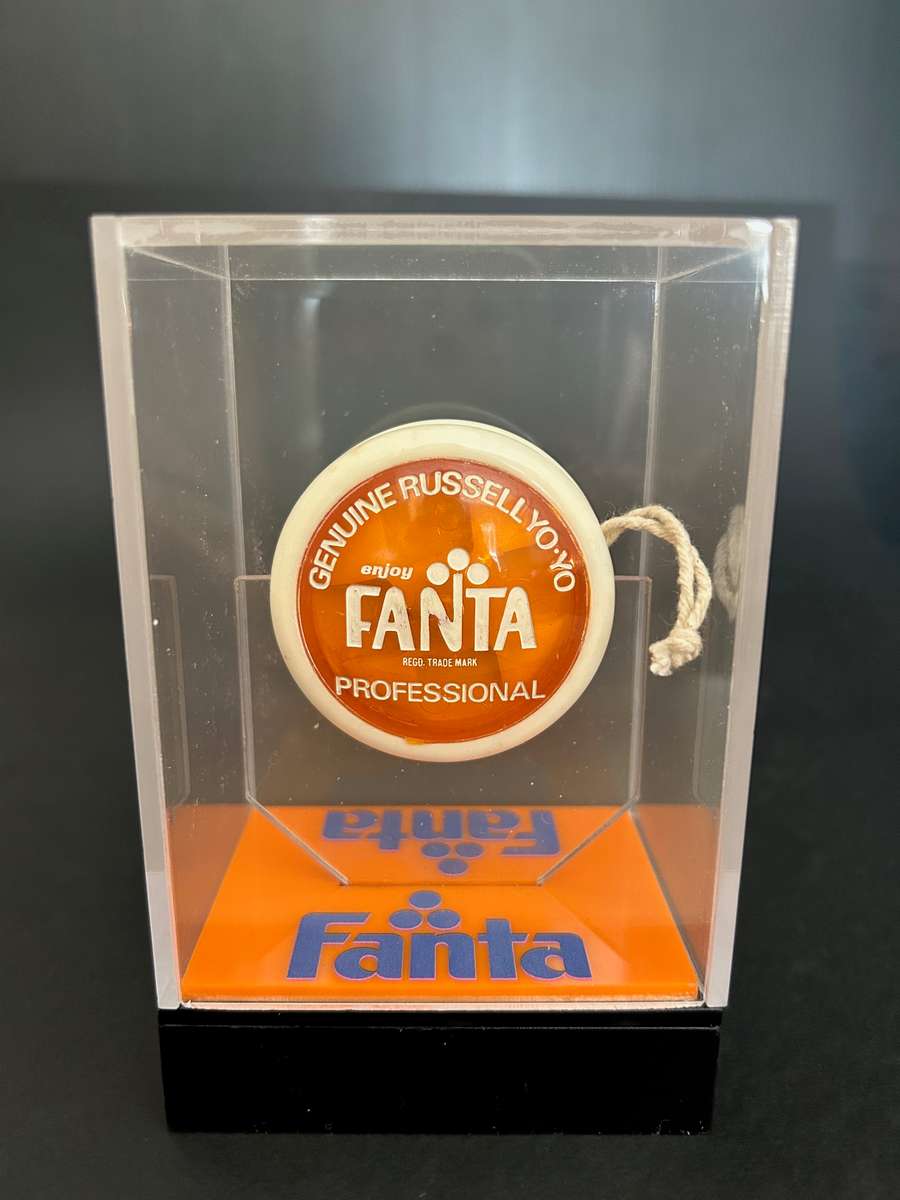 GENUINE RUSSELL YO·YO
enjoy
FANTA
REGD. TRADE MARK
PROFESSIONAL
Fanta
Fanta